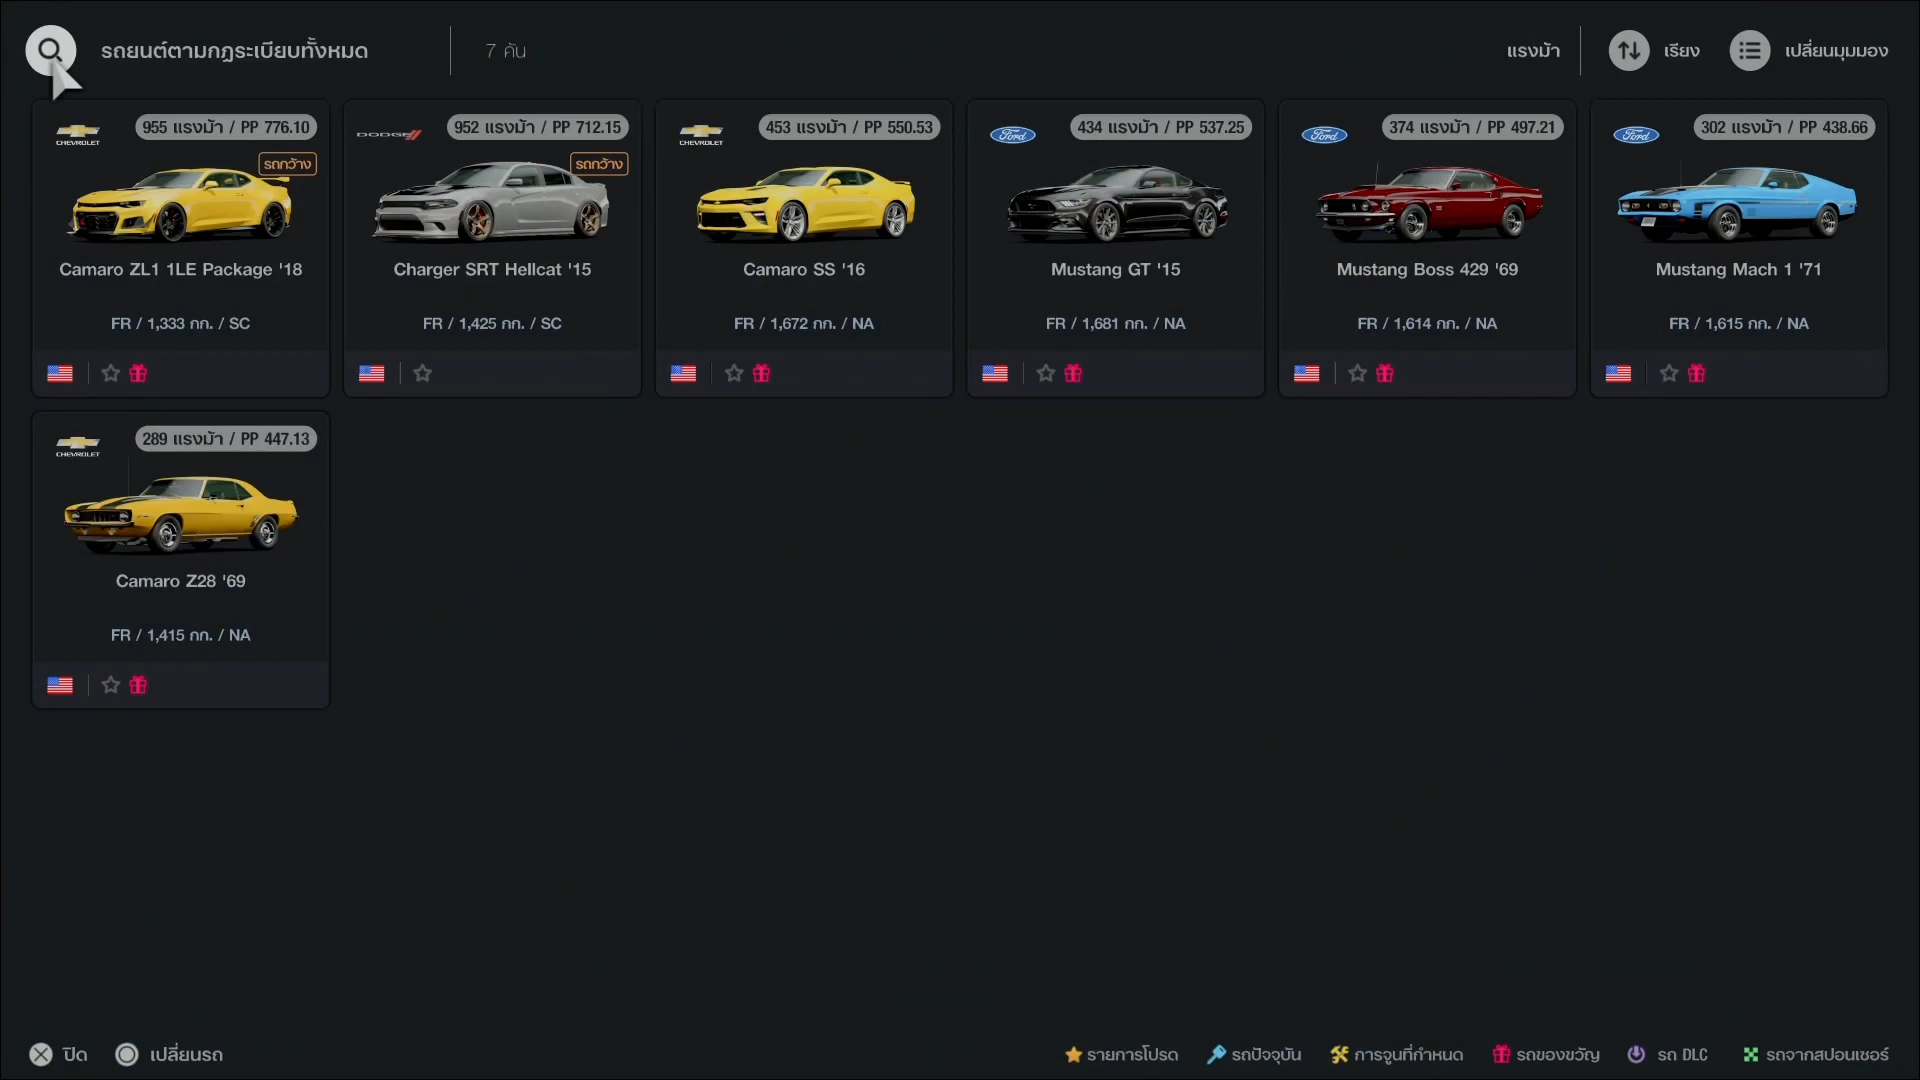 รถยนต์ตามกฎระเบียบทั้งหมด
7 คัน
แรงม้า
เรียง
เปลี่ยนมุมมอง
CHEVROLET
955 แรงม้า / PP 776.10
รถกว้าง
Camaro ZL1 1LE Package '18
FR / 1,333 กก. / SC
DODGE
952 แรงม้า / PP 712.15
รถกว้าง
Charger SRT Hellcat '15
FR / 1,425 กก. / SC
CHEVROLET
453 แรงม้า / PP 550.53
Camaro SS '16
FR / 1,672 กก. / NA
Ford
434 แรงม้า / PP 537.25
Mustang GT '15
FR / 1,681 กก. / NA
Ford
374 แรงม้า / PP 497.21
Mustang Boss 429 '69
FR / 1,614 กก. / NA
Ford
302 แรงม้า / PP 438.66
Mustang Mach 1 '71
FR / 1,615 กก. / NA
CHEVROLET
289 แรงม้า / PP 447.13
Camaro Z28 '69
FR / 1,415 กก. / NA
ปิด
เปลี่ยนรถ
รายการโปรด
รถปัจจุบัน
การจูนที่กำหนด
รถของขวัญ
รถ DLC
รถจากสปอนเซอร์